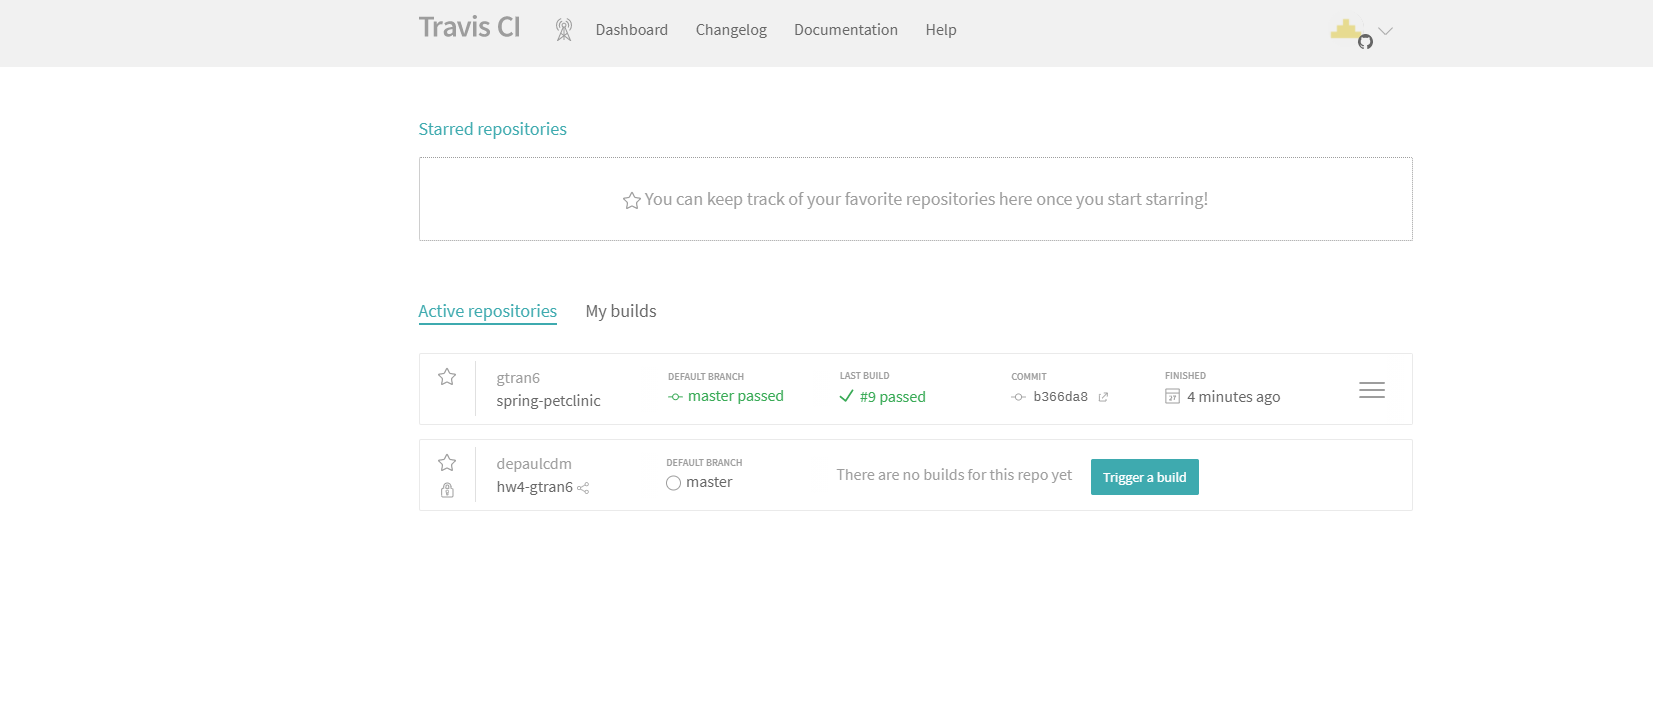 Travis CI Dashboard Changelog Documentation Help
Starred repositories
You can keep track of your favorite repositories here once you start starring!
Active repositories My builds
gtran6 DEFAULT BRANCH LAST BUILD COMMIT FINISHED
spring-petclinic master passed #9 passed b366da8 27 4 minutes ago
depaulcdm DEFAULT BRANCH
hw4-gtran6 master There are no builds for this repo yet Trigger a build